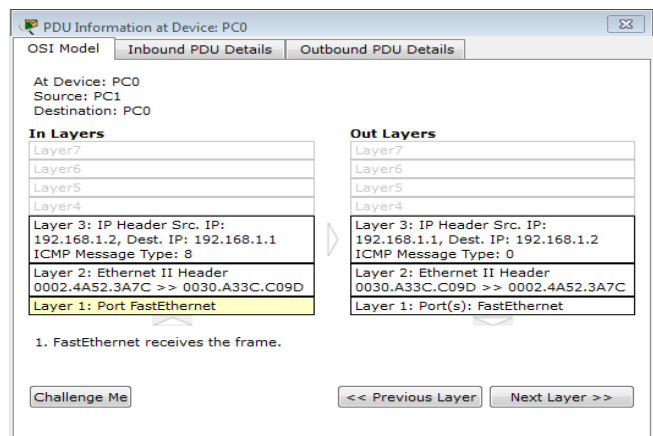 PDU Information at Device: PC0
OSI Model
Inbound PDU Details
Outbound PDU Details
At Device: PC0
Source: PC1
Destination: PC0
In Layers
Layer7
Layer6
Layer5
Layer4
Layer 3: IP Header Src. IP:
192.168.1.2, Dest. IP: 192.168.1.1
ICMP Message Type: 8
Layer 2: Ethernet II Header
0002.4A52.3A7C >> 0030.A33C.C09D
Layer 1: Port FastEthernet
Out Layers
Layer7
Layer6
Layer5
Layer4
Layer 3: IP Header Src. IP:
192.168.1.1, Dest. IP: 192.168.1.2
ICMP Message Type: 0
Layer 2: Ethernet II Header
0030.A33C.C09D >> 0002.4A52.3A7C
Layer 1: Port(s): FastEthernet
1. FastEthernet receives the frame.
Challenge Me
<< Previous Layer
Next Layer >>